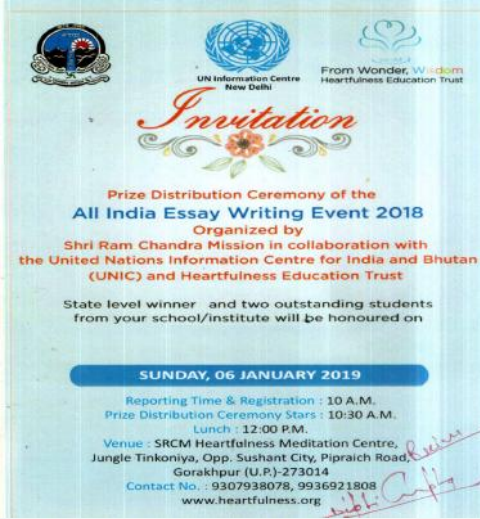 UN Information Centre
New Delhi
From Wonder, Wisdom
Heartfulness Education Trust
Invitation
Prize Distribution Ceremony of the
All India Essay Writing Event 2018
Organized by
Shri Ram Chandra Mission in collaboration with
the United Nations Information Centre for India and Bhutan
(UNIC) and Heartfulness Education Trust
State level winner and two outstanding students
from your school/institute will be honoured on
SUNDAY, 06 JANUARY 2019
Reporting Time & Registration : 10 A.M.
Prize Distribution Ceremony Stars : 10:30 A.M.
Lunch : 12:00 P.M.
Venue : SRCM Heartfulness Meditation Centre,
Jungle Tinkoniya, Opp. Sushant City, Pipraich Road,
Gorakhpur (U.P.)-273014
Contact No. : 9307938078, 9936921808
www.heartfulness.org